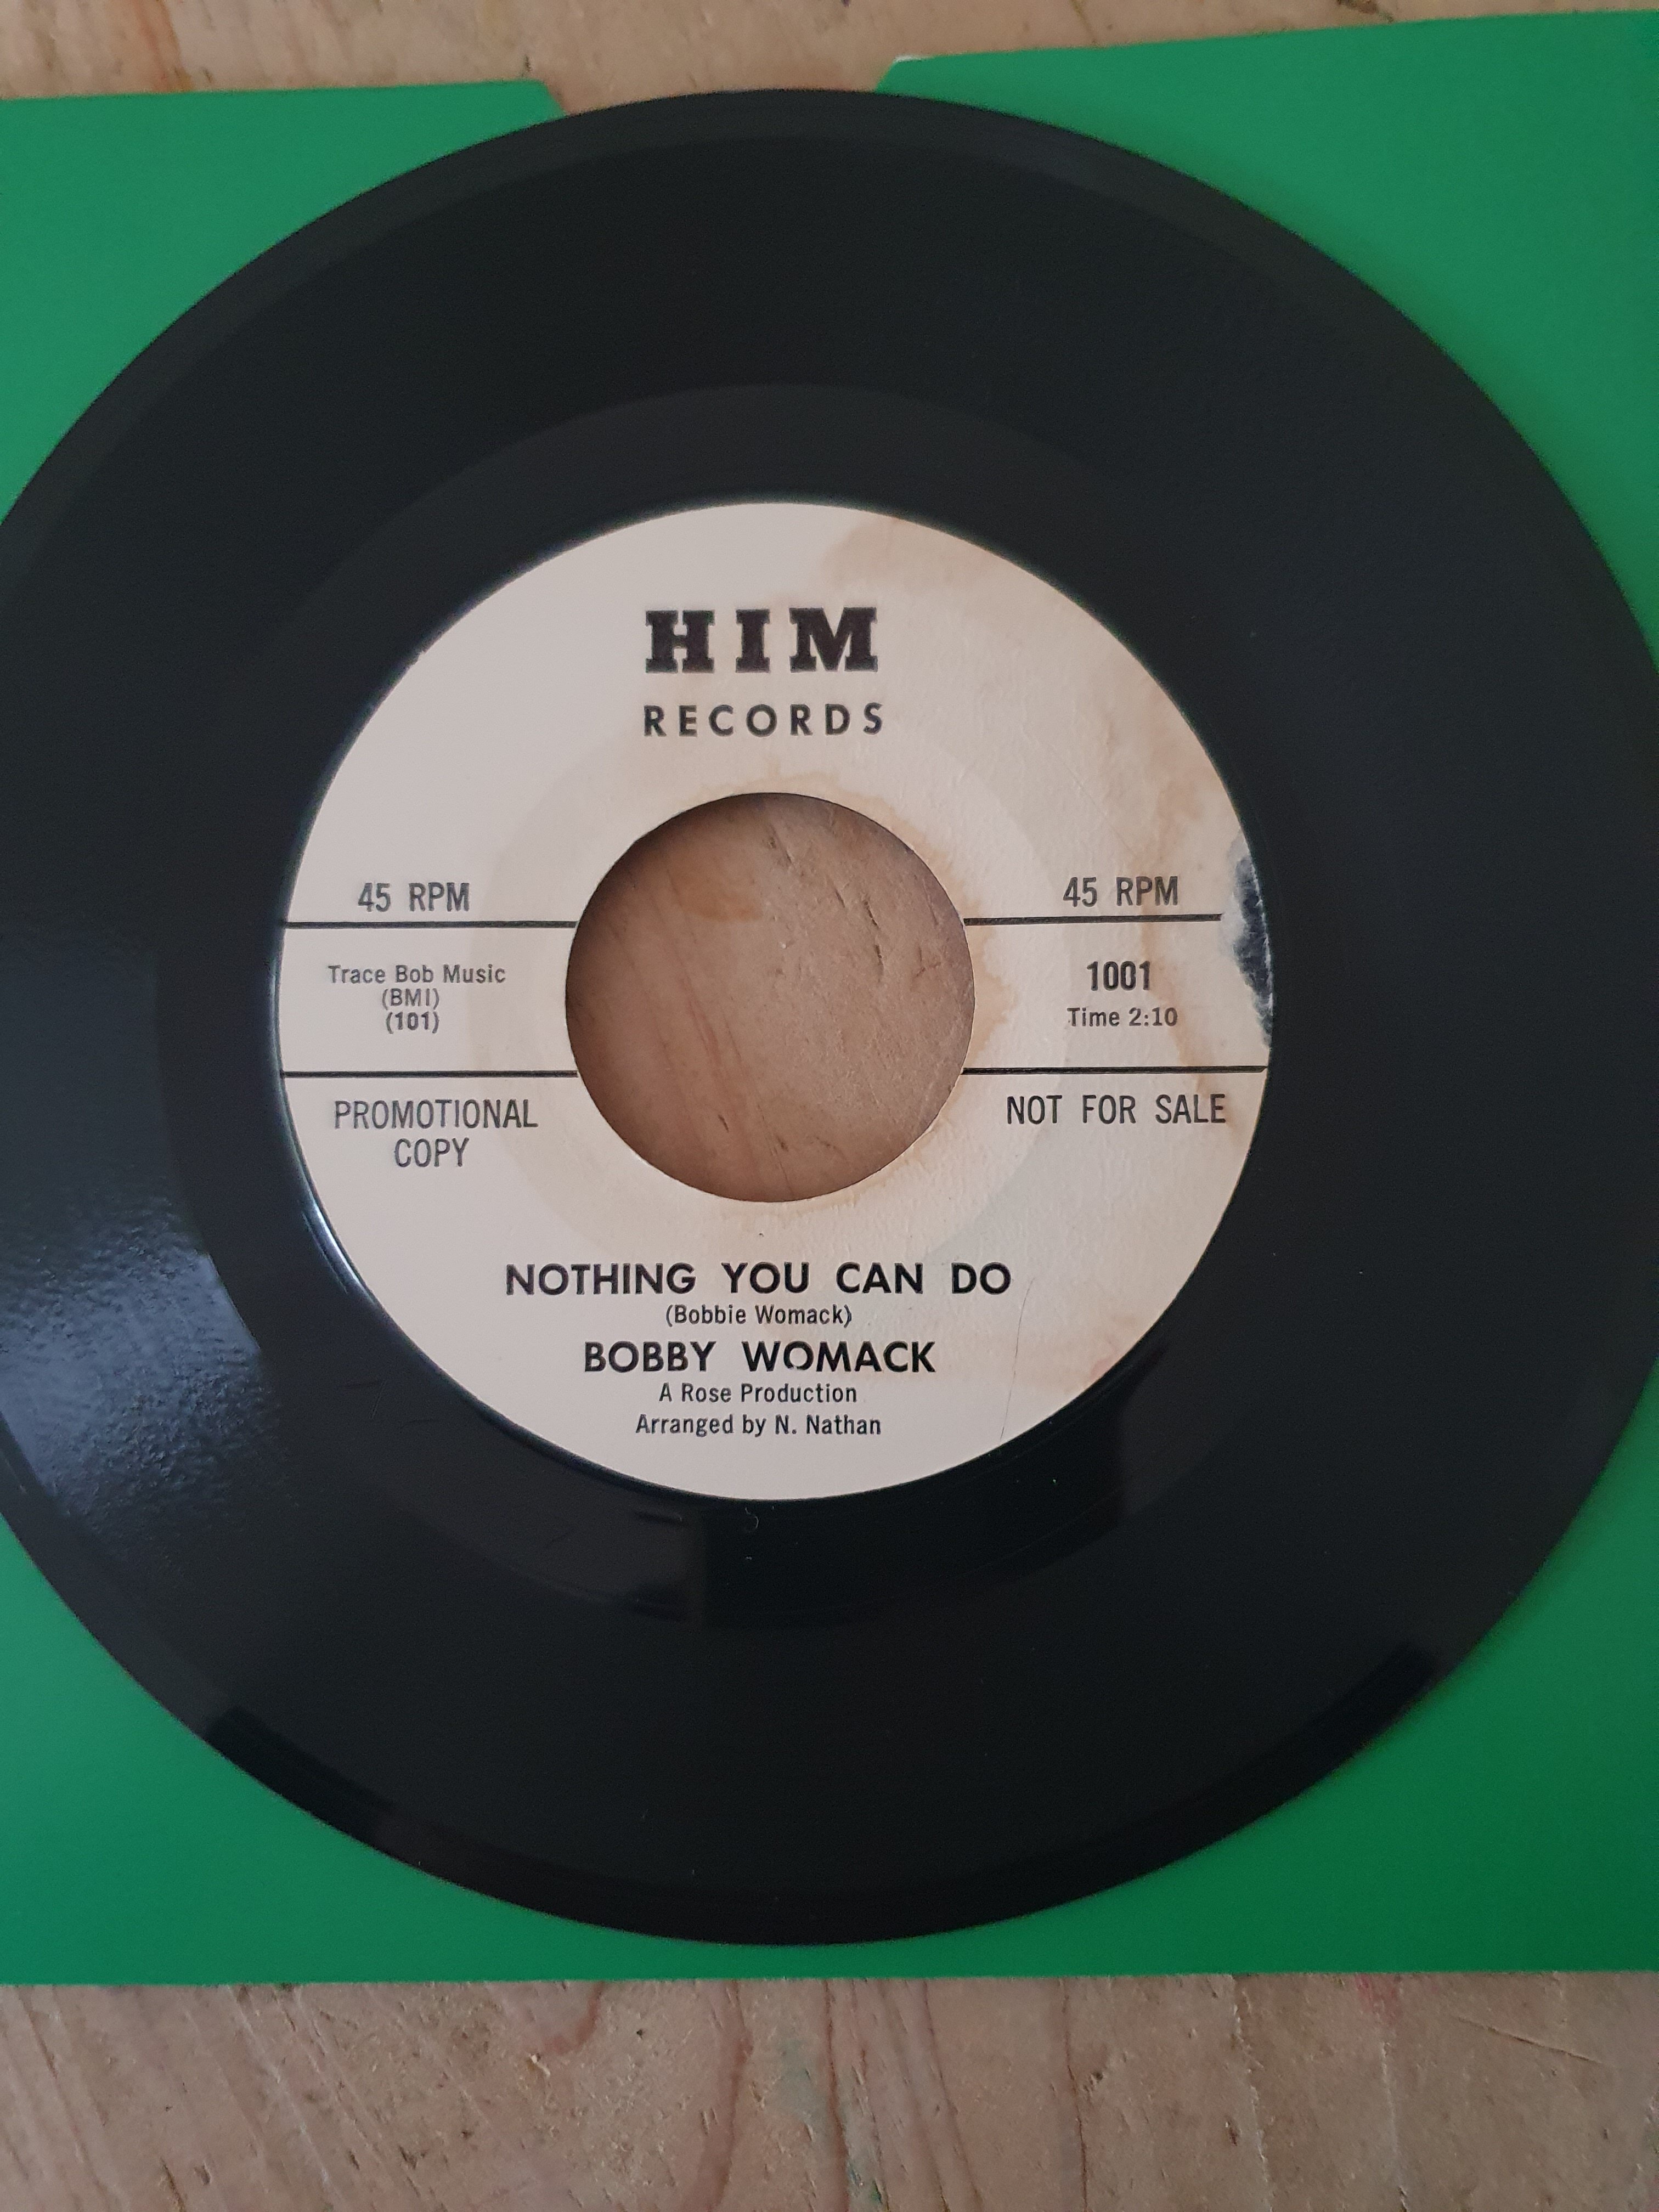 HIM
RECORDS
45 RPM
45 RPM
Trace Bob Music
(BMI)
(101)
1001
Time 2:10
PROMOTIONAL
COPY
NOT FOR SALE
NOTHING YOU CAN DO
(Bobbie Womack)
BOBBY WOMACK
A Rose Production
Arranged by N. Nathan